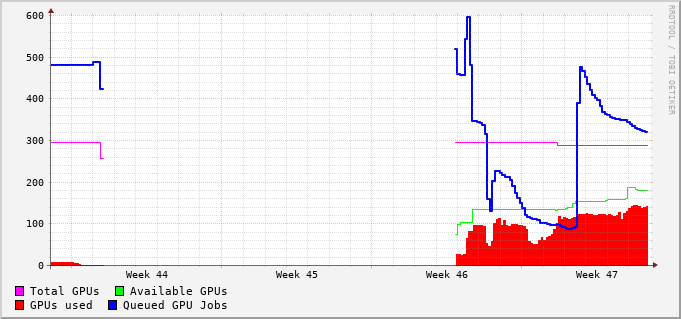 600
500
400
300
200
100
0
Week 44 Week 45 Week 46 Week 47
Total GPUs Available GPUs
GPUs used Queued GPU Jobs
RRDTOOL / TOBI OETIKER